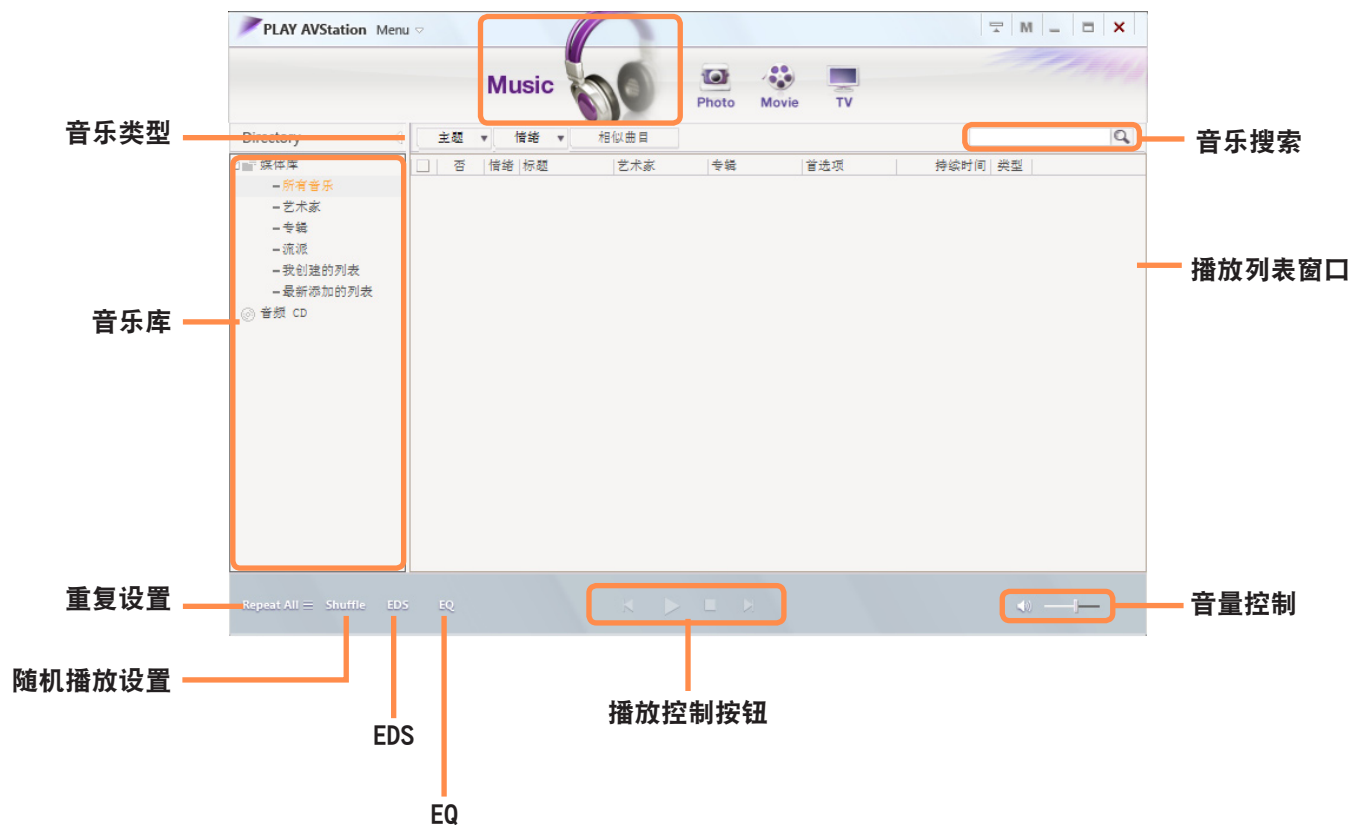 PLAY AVStation Menu
M
Music
Photo
Movie
TV
音乐类型
Directory
主题
情绪
相似曲目
音乐搜索
媒体库
否
情绪
标题
艺术家
专辑
首选项
持续时间
类型
所有音乐
艺术家
专辑
流派
我创建的列表
最新添加的列表
音频 CD
音乐库
播放列表窗口
重复设置
Repeat All
Shuffle
EDS
EQ
音量控制
随机播放设置
播放控制按钮
EDS
EQ